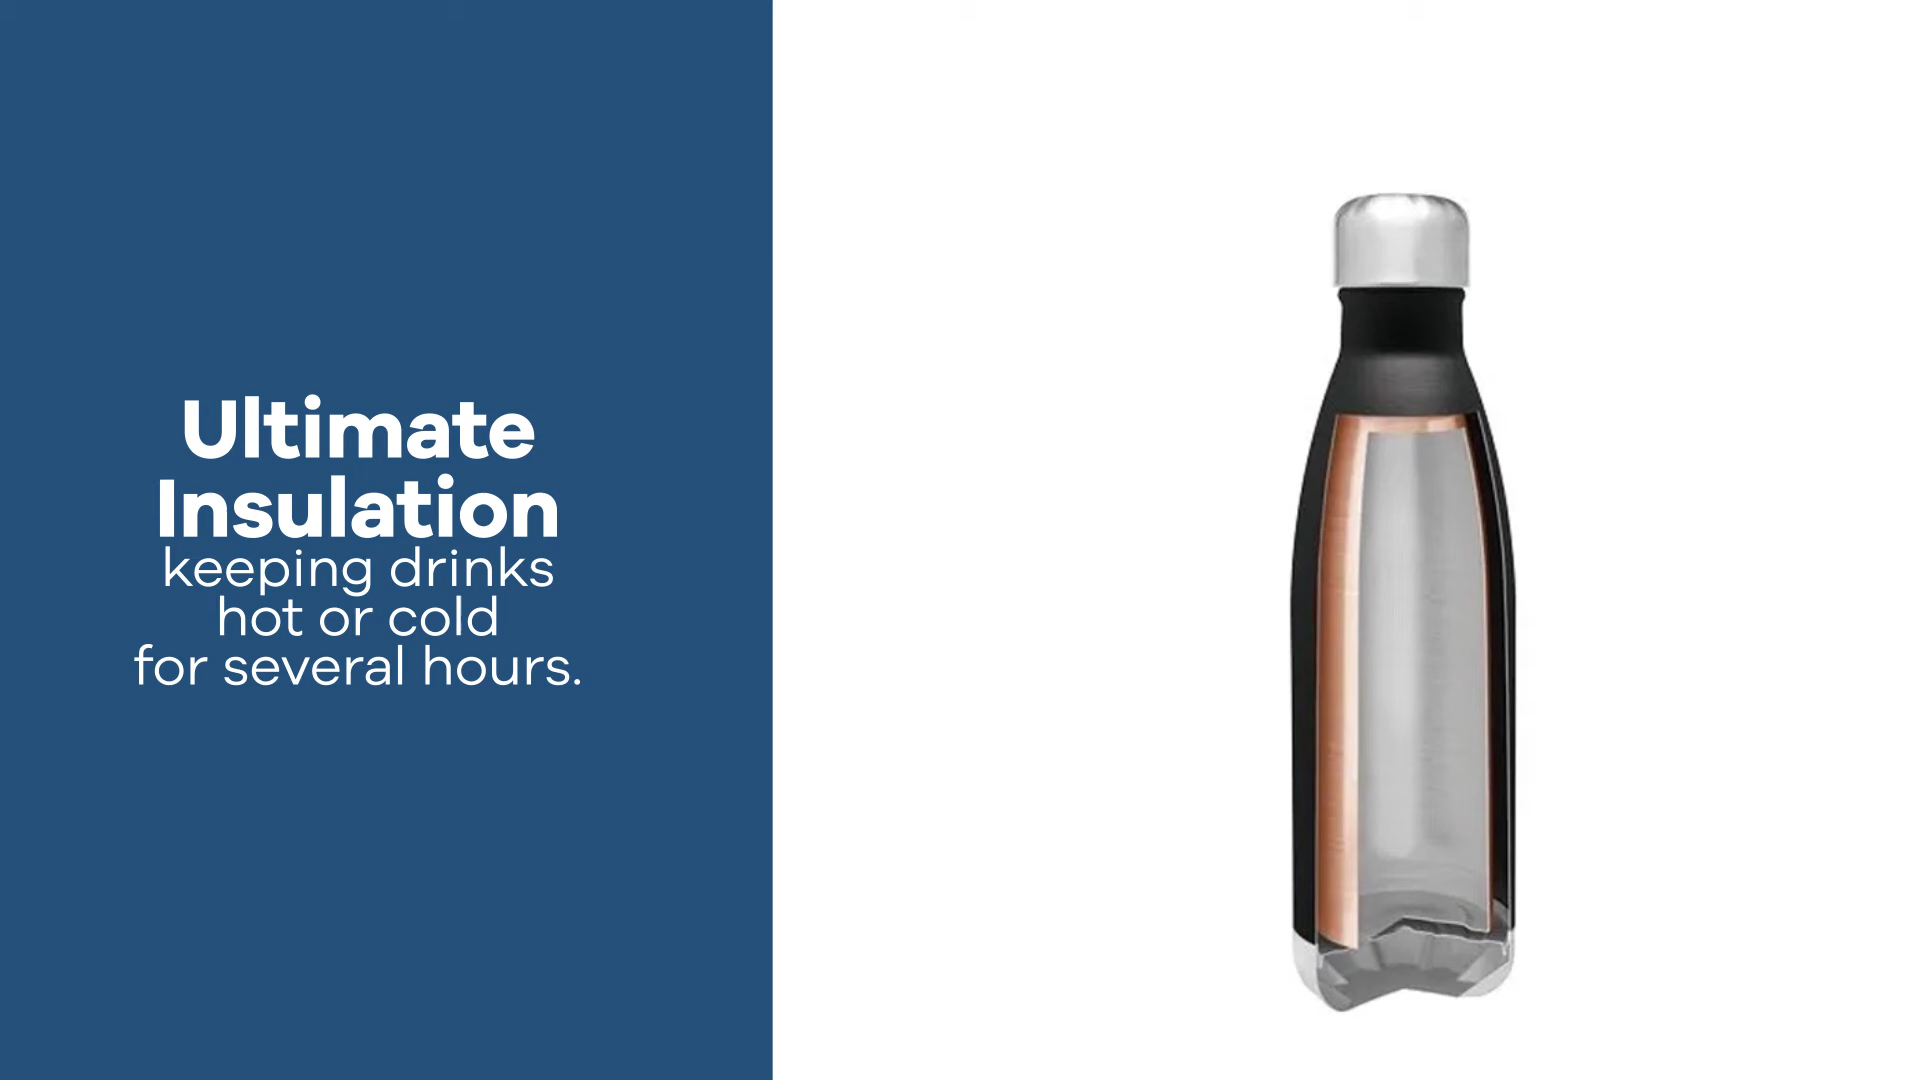 Ultimate
Insulation
keeping drinks
hot or cold
for several hours.